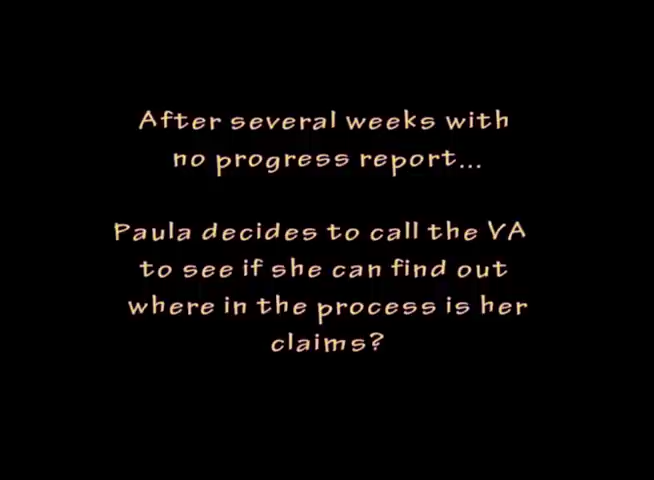 After several weeks with
no progress report...
Paula decides to call the VA
to see if she can find out
where in the process is her
claims?